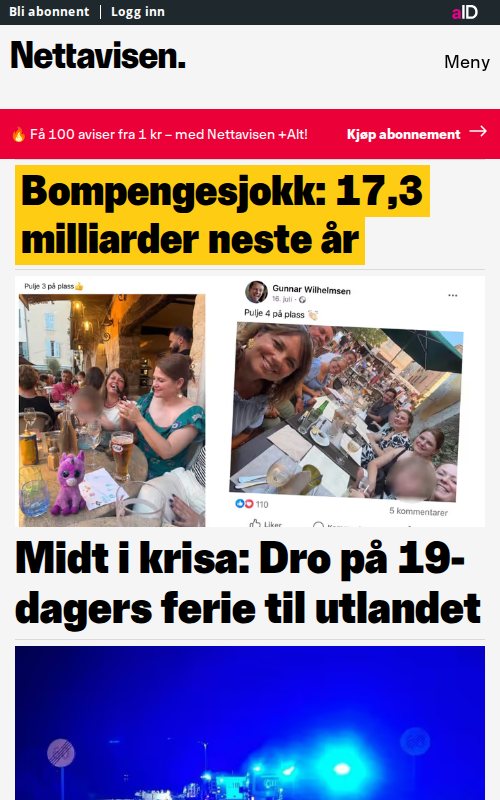 Bli abonnent
Logg inn
aID
Nettavisen.
Meny
🔥 Få 100 aviser fra 1 kr – med Nettavisen +Alt!
Kjøp abonnement →
Bompengesjokk: 17,3
milliarder neste år
Pulje 3 på plass👍
Gunnar Wilhelmsen
16. juli ·
Pulje 4 på plass 👏
110
5 kommentarer
Liker
Midt i krisa: Dro på 19-
dagers ferie til utlandet